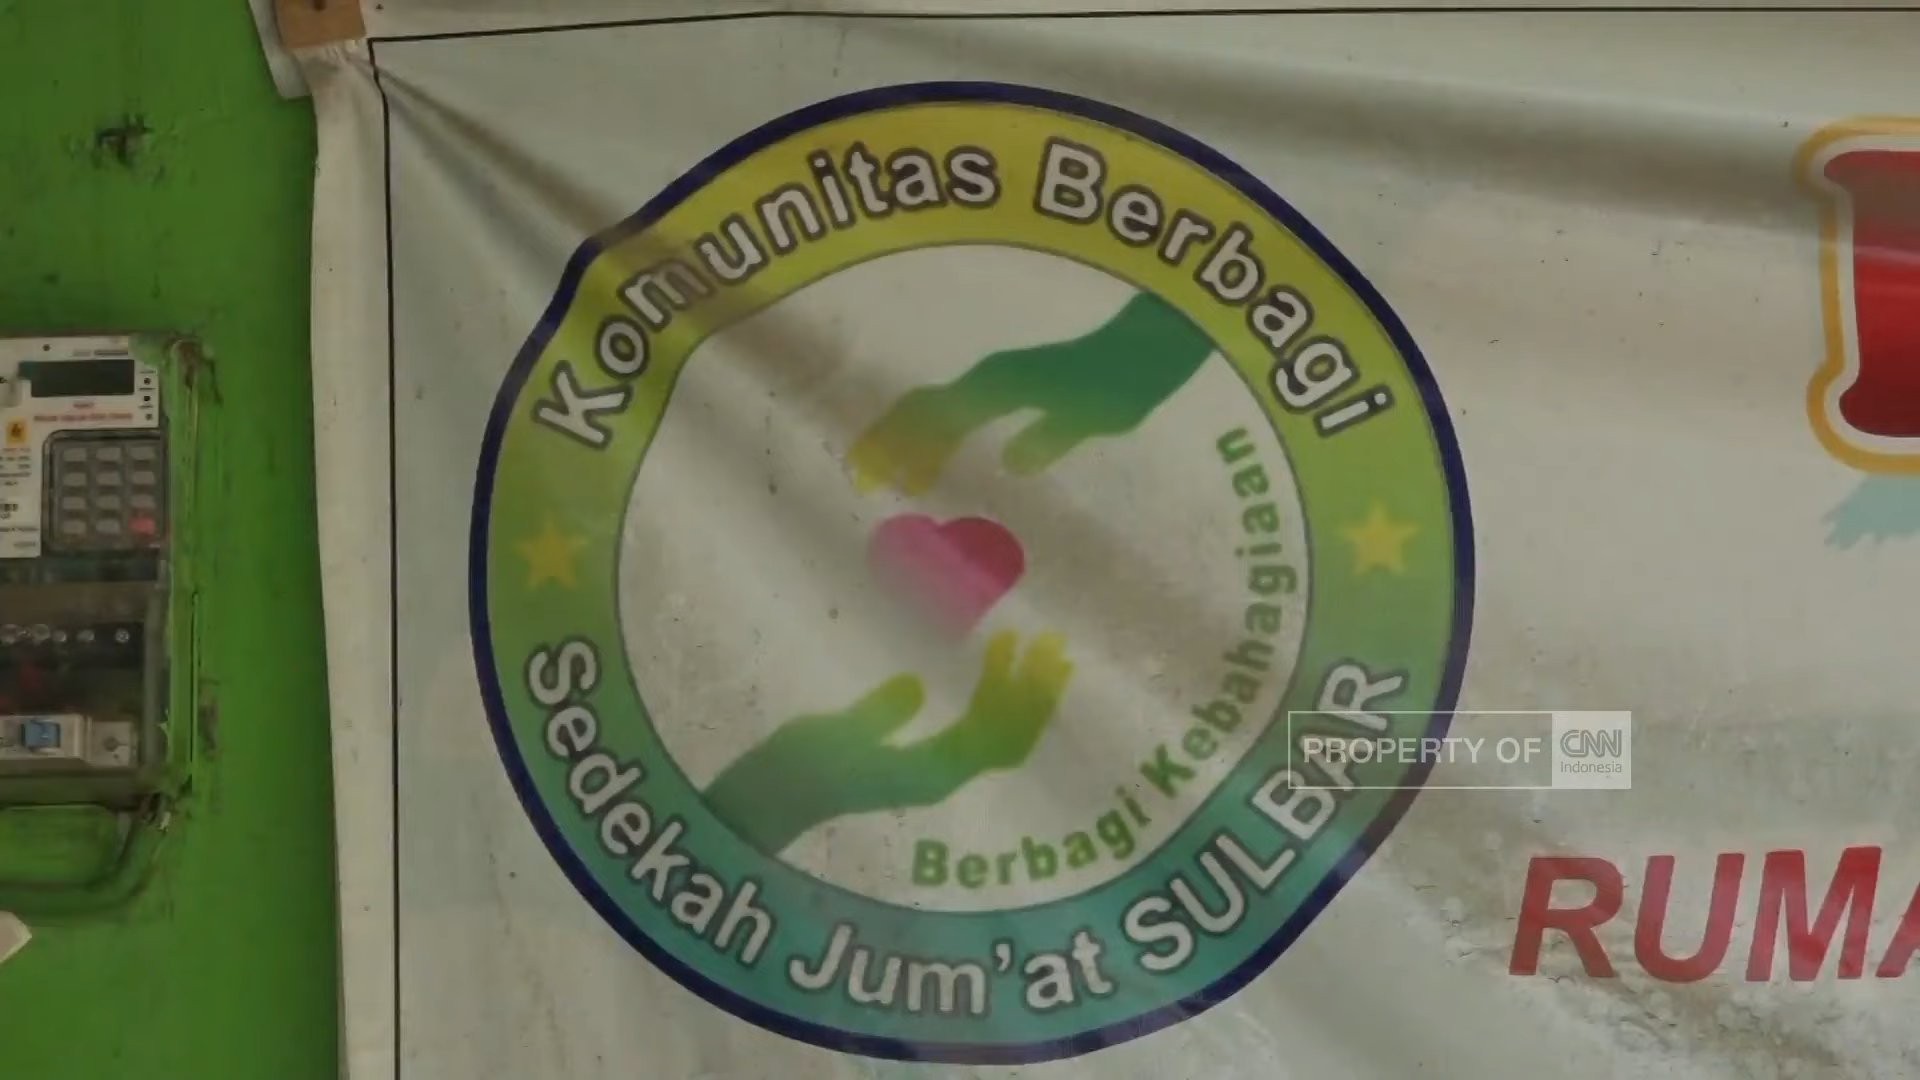 Komunitas Berbagi
Berbagi Kebahagiaan
Sedekah Jum'at SULBAR
PROPERTY OF CNN
Indonesia
RUMA